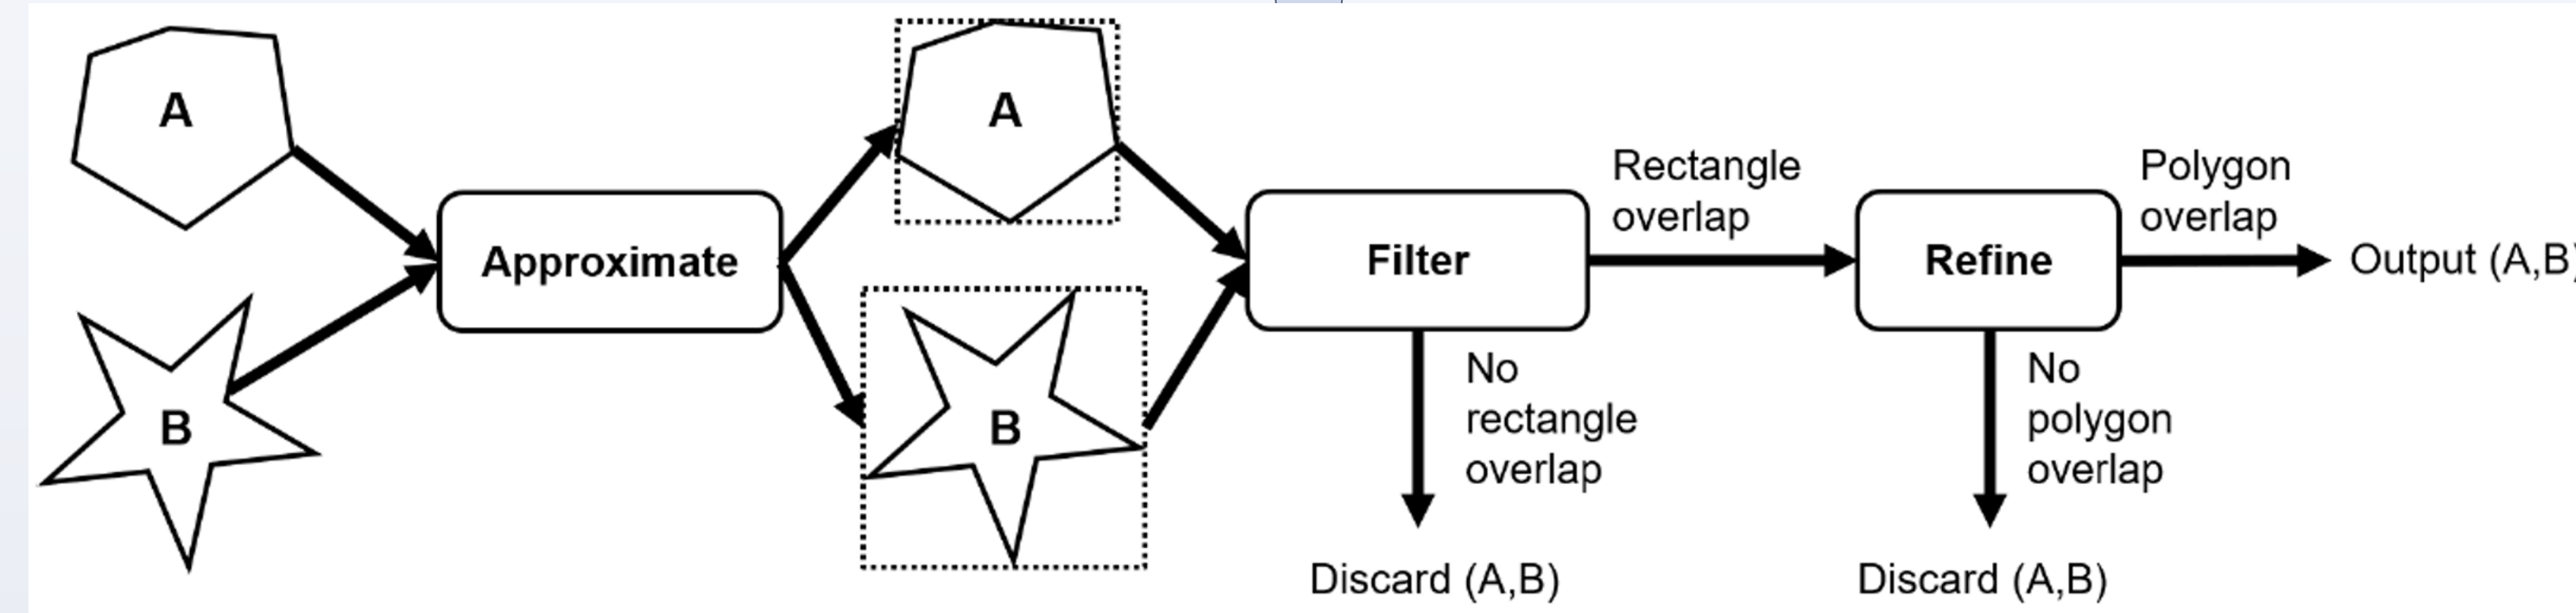 A
B
Approximate
A
B
Filter
Rectangle
overlap
No
rectangle
overlap
Discard (A,B)
Refine
Polygon
overlap
Output (A,B)
No
polygon
overlap
Discard (A,B)